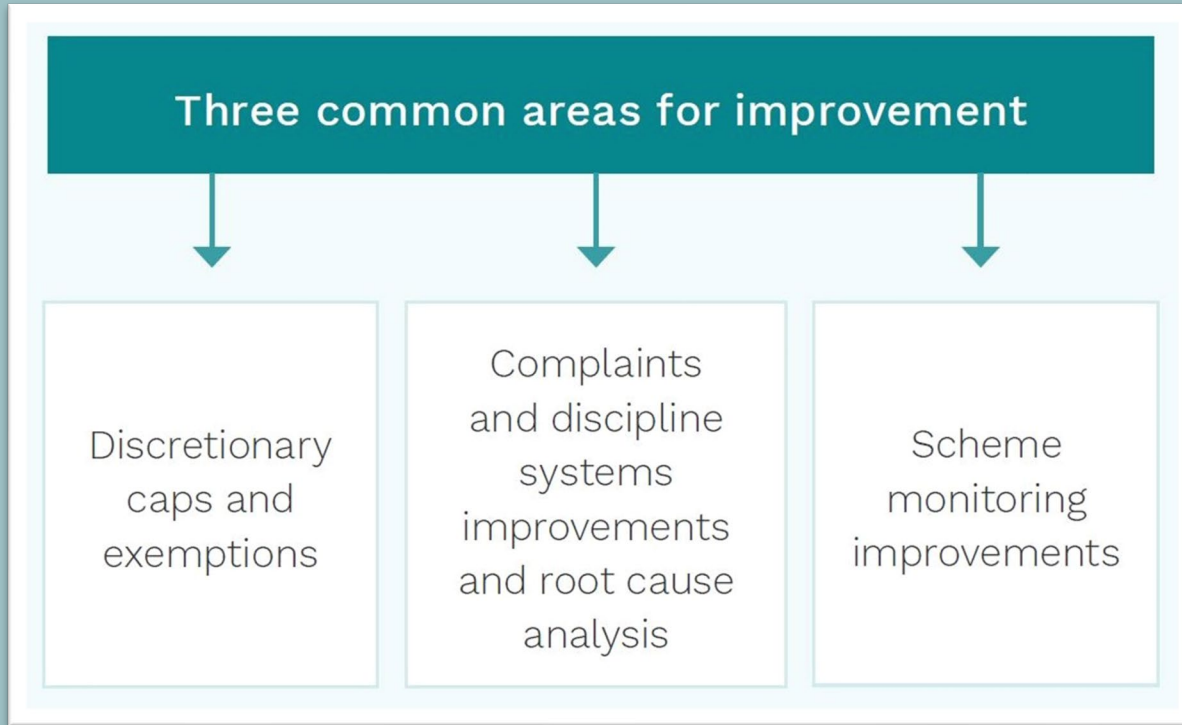 Three common areas for improvement
Discretionary
caps and
exemptions
Complaints
and discipline
systems
improvements
and root cause
analysis
Scheme
monitoring
improvements